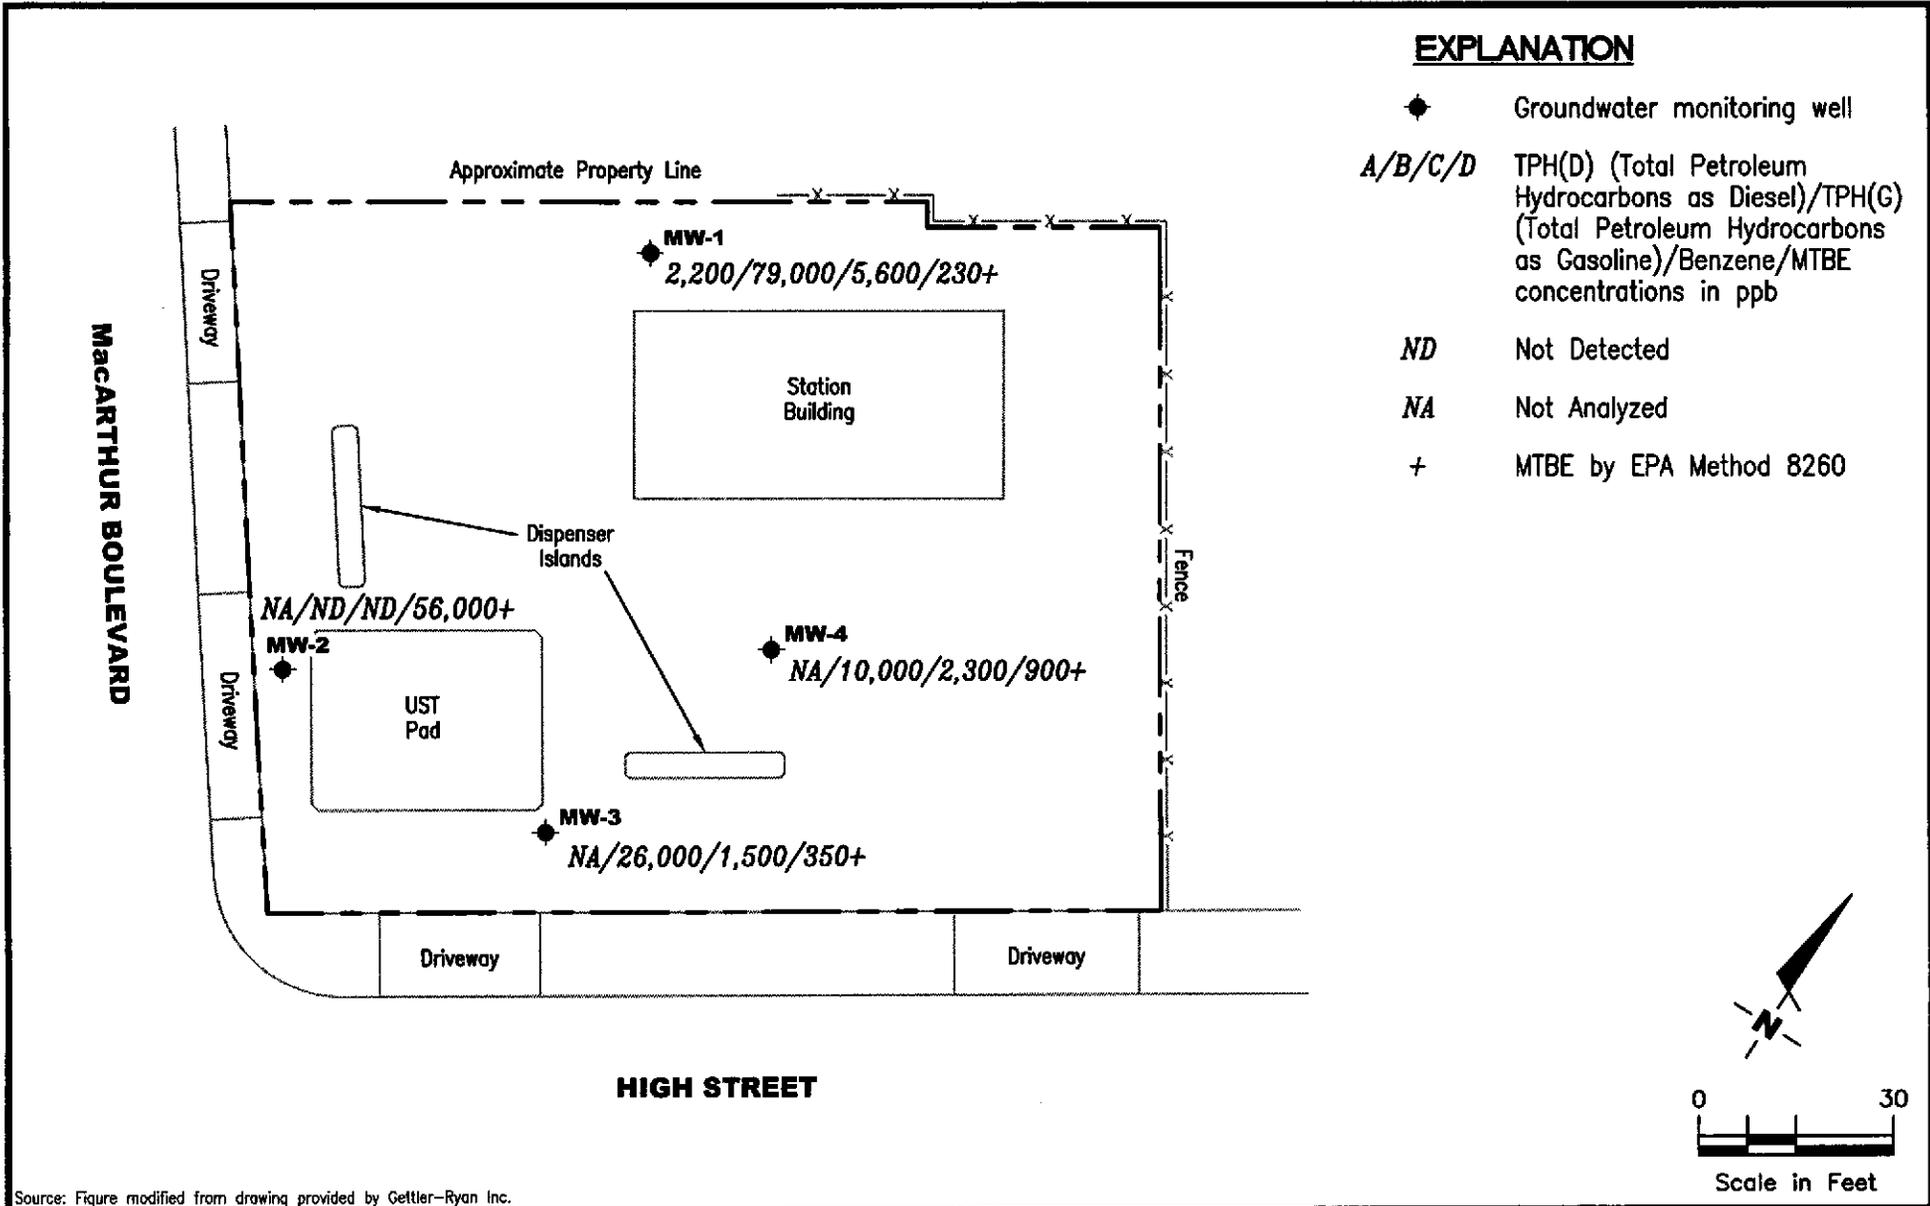 EXPLANATION
Groundwater monitoring well
A/B/C/D TPH(D) (Total Petroleum
Hydrocarbons as Diesel)/TPH(G)
(Total Petroleum Hydrocarbons
as Gasoline)/Benzene/MTBE
concentrations in ppb
ND Not Detected
NA Not Analyzed
+ MTBE by EPA Method 8260
Approximate Property Line
MW-1
2,200/79,000/5,600/230+
Driveway
MacARTHUR BOULEVARD
Station
Building
Dispenser
Islands
Fence
NA/ND/ND/56,000+
MW-2
MW-4
NA/10,000/2,300/900+
Driveway
UST
Pad
MW-3
NA/26,000/1,500/350+
Driveway
Driveway
HIGH STREET
N
0 30
Scale in Feet
Source: Figure modified from drawing provided by Gettler-Ryan Inc.